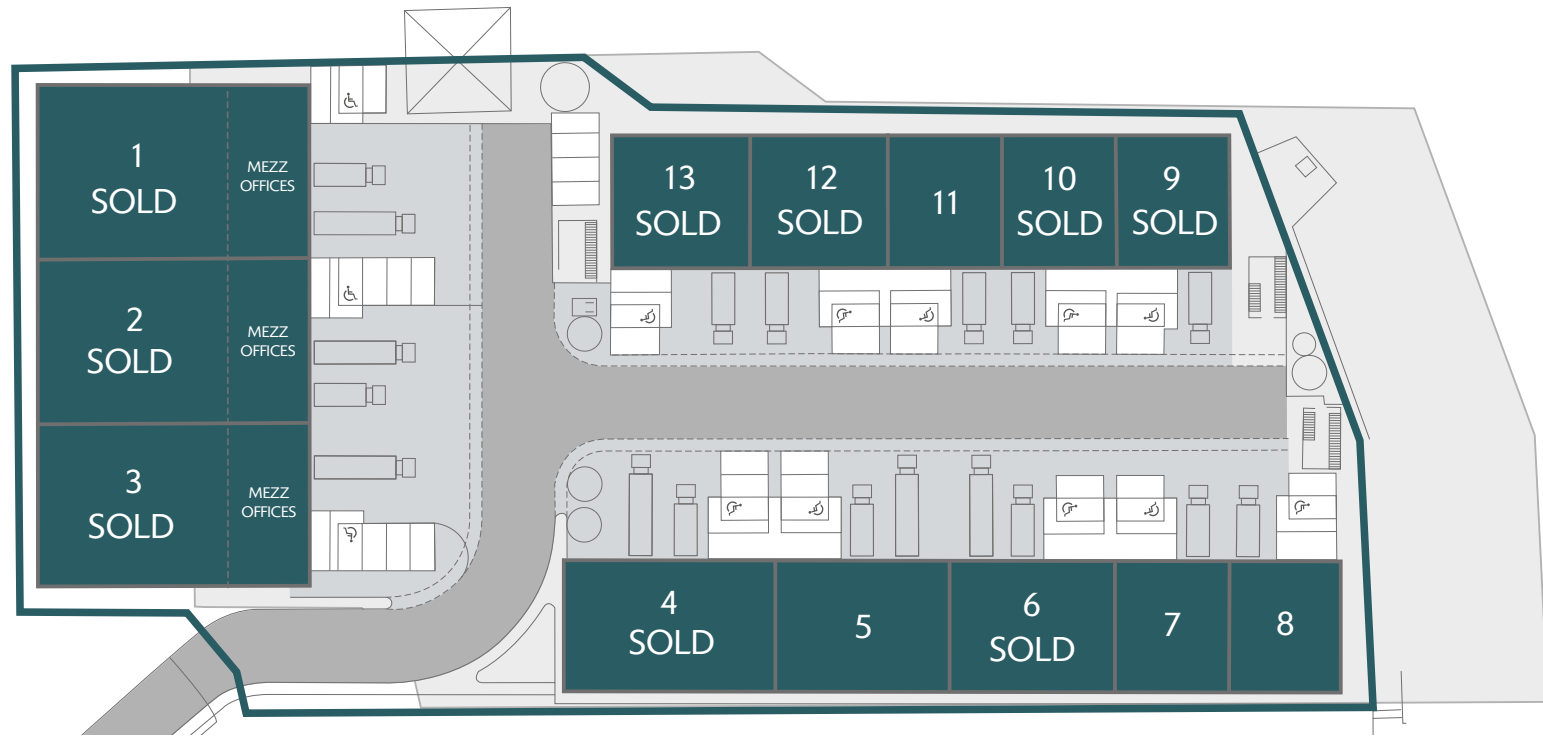 1
SOLD
MEZZ
OFFICES
2
SOLD
MEZZ
OFFICES
3
SOLD
MEZZ
OFFICES
13
SOLD
12
SOLD
11
10
SOLD
9
SOLD
4
SOLD
5
6
SOLD
7
8